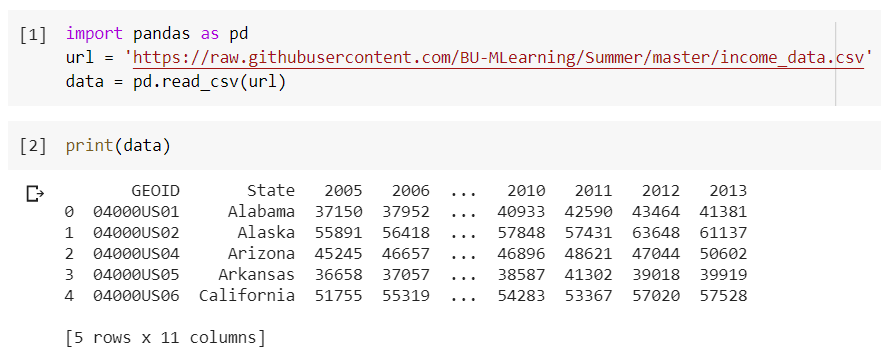 [1] import pandas as pd
url = 'https://raw.githubusercontent.com/BU-MLearning/Summer/master/income_data.csv'
data = pd.read_csv(url)
[2] print(data)
GEOID State 2005 2006 ... 2010 2011 2012 2013
0 04000US01 Alabama 37150 37952 ... 40933 42590 43464 41381
1 04000US02 Alaska 55891 56418 ... 57848 57431 63648 61137
2 04000US04 Arizona 45245 46657 ... 46896 48621 47044 50602
3 04000US05 Arkansas 36658 37057 ... 38587 41302 39018 39919
4 04000US06 California 51755 55319 ... 54283 53367 57020 57528
[5 rows x 11 columns]